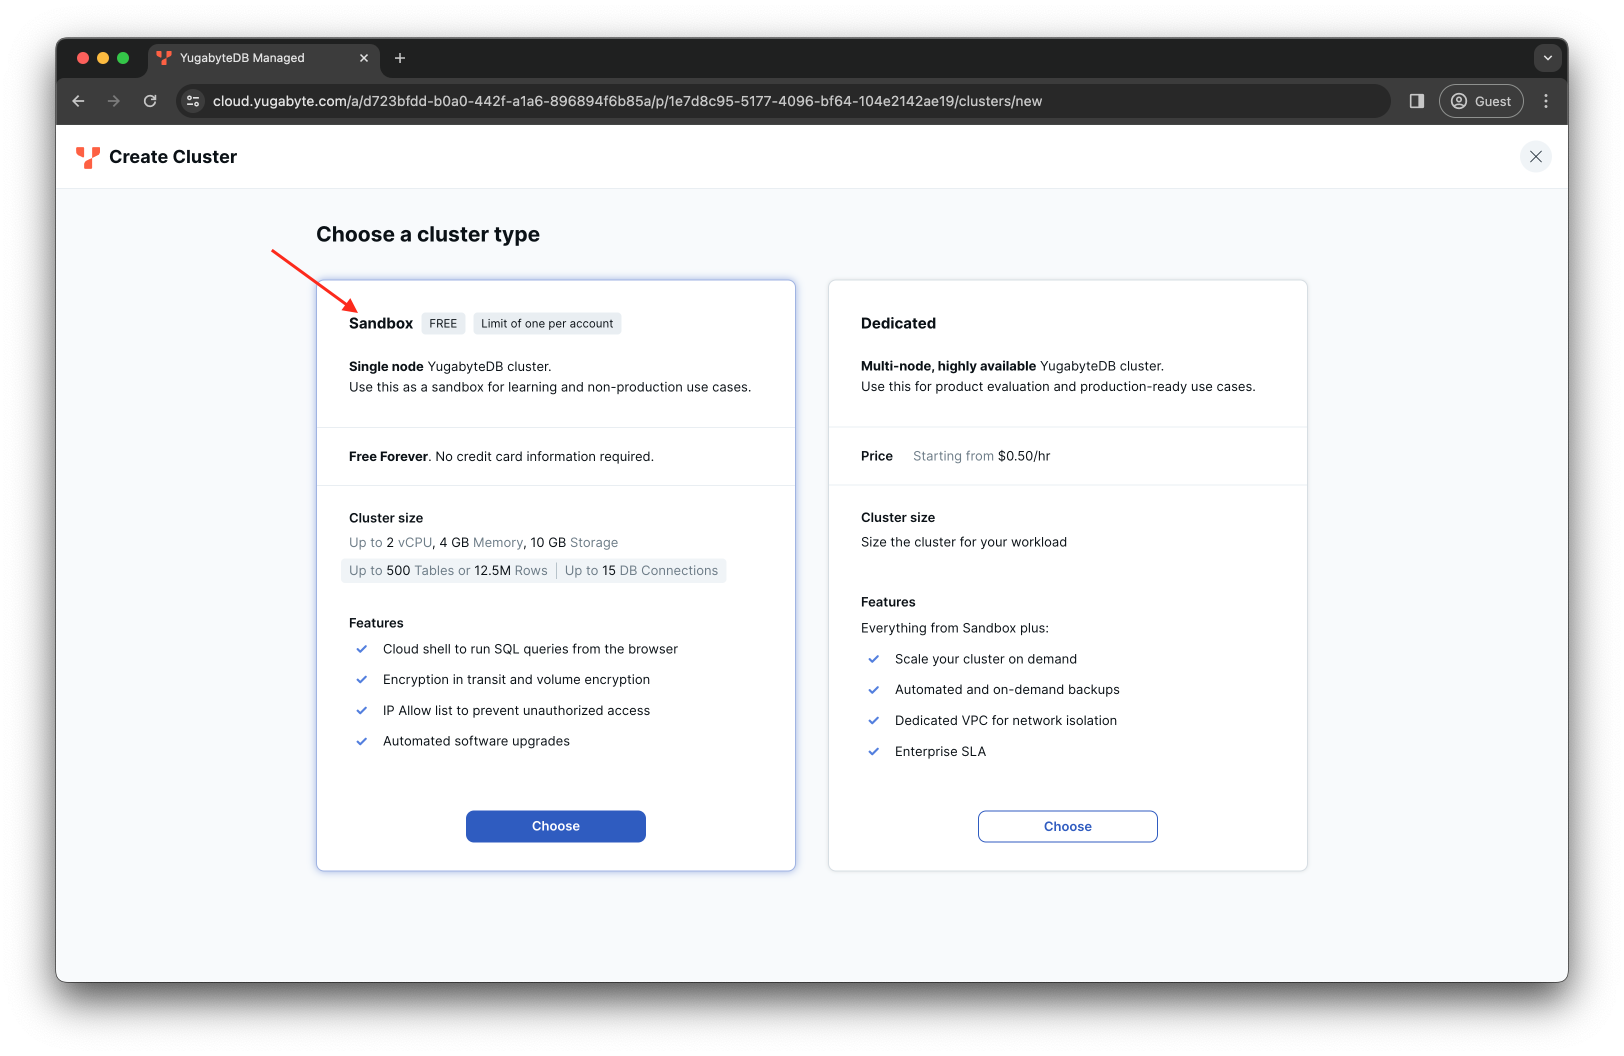 YugabyteDB Managed
cloud.yugabyte.com/a/d723bfdd-b0a0-442f-a1a6-896894f6b85a/p/1e7d8c95-5177-4096-bf64-104e2142ae19/clusters/new
Guest
Create Cluster
Choose a cluster type
Sandbox FREE Limit of one per account
Single node YugabyteDB cluster.
Use this as a sandbox for learning and non-production use cases.
Free Forever. No credit card information required.
Cluster size
Up to 2 vCPU, 4 GB Memory, 10 GB Storage
Up to 500 Tables or 12.5M Rows | Up to 15 DB Connections
Features
Cloud shell to run SQL queries from the browser
Encryption in transit and volume encryption
IP Allow list to prevent unauthorized access
Automated software upgrades
Choose
Dedicated
Multi-node, highly available YugabyteDB cluster.
Use this for product evaluation and production-ready use cases.
Price Starting from $0.50/hr
Cluster size
Size the cluster for your workload
Features
Everything from Sandbox plus:
Scale your cluster on demand
Automated and on-demand backups
Dedicated VPC for network isolation
Enterprise SLA
Choose